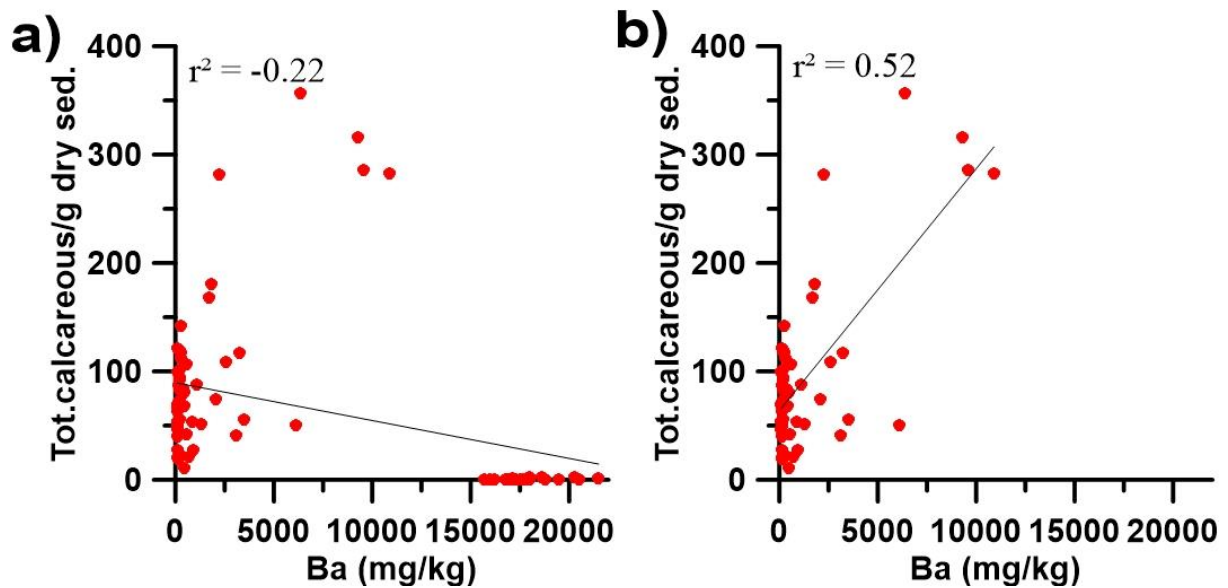 a)
r² = -0.22
Tot.calcareous/g dry sed.
400
300
200
100
0
0 5000 10000 15000 20000
Ba (mg/kg)
b)
r² = 0.52
Tot.calcareous/g dry sed.
400
300
200
100
0
0 5000 10000 15000 20000
Ba (mg/kg)